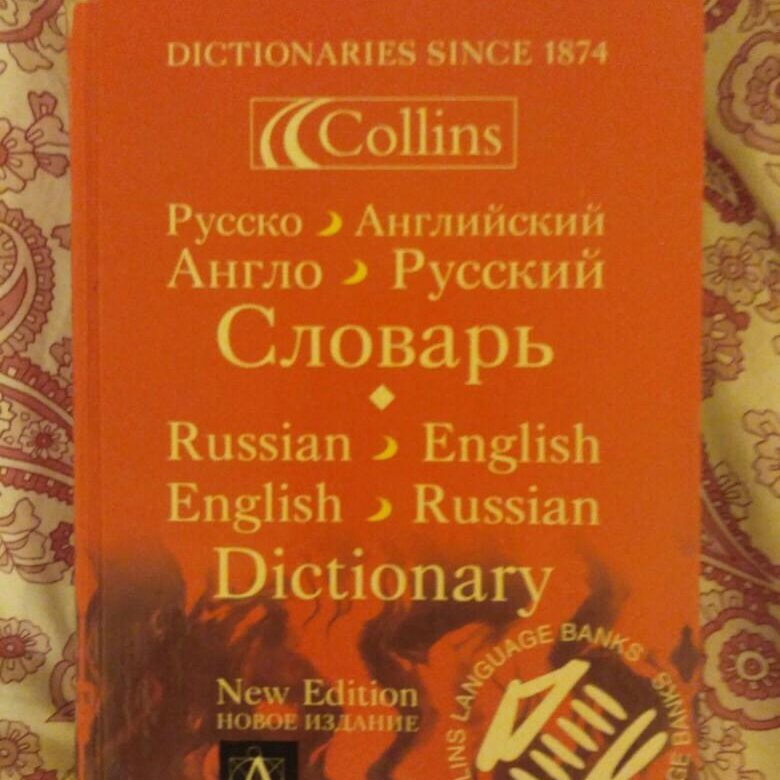 DICTIONARIES SINCE 1874
Collins
Русско Английский
Англо Русский
Словарь
Russian English
English Russian
Dictionary
New Edition
НОВОЕ ИЗДАНИЕ
LANGUAGE BANKS